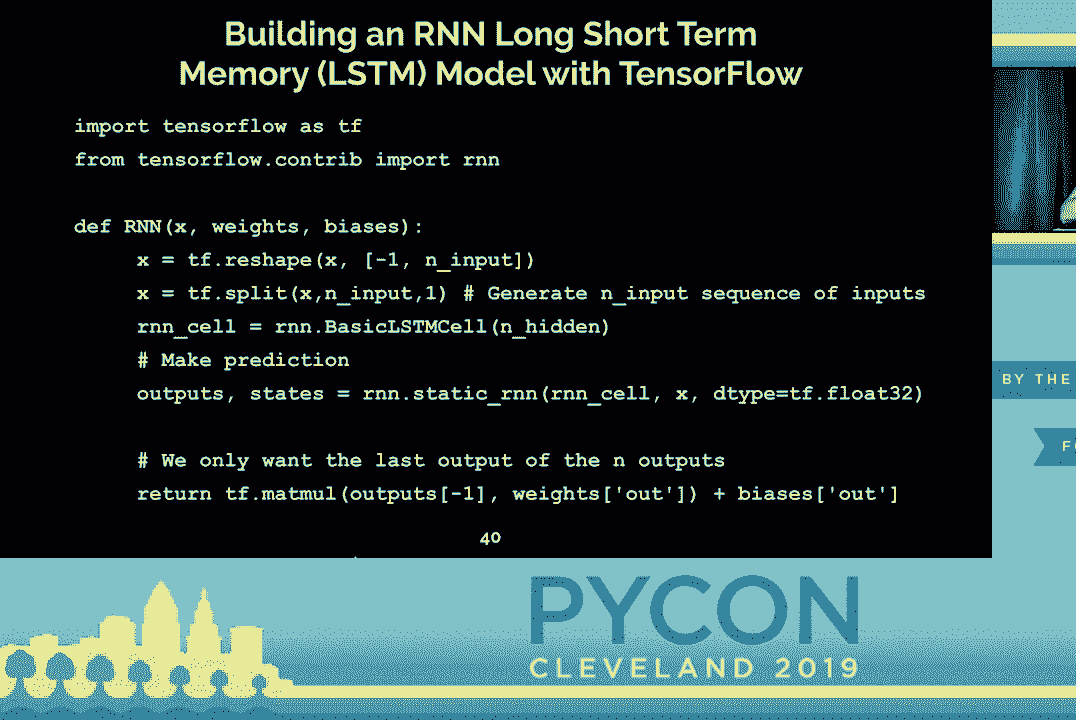 Building an RNN Long Short Term
Memory (LSTM) Model with TensorFlow
import tensorflow as tf
from tensorflow.contrib import rnn
def RNN(x, weights, biases):
x = tf.reshape(x, [-1, n_input])
x = tf.split(x,n_input,1) # Generate n_input sequence of inputs
rnn_cell = rnn.BasicLSTMCell(n_hidden)
# Make prediction
outputs, states = rnn.static_rnn(rnn_cell, x, dtype=tf.float32)
# We only want the last output of the n outputs
return tf.matmul(outputs[-1], weights['out']) + biases['out']
40
BY THE
PYCON
CLEVELAND 2019